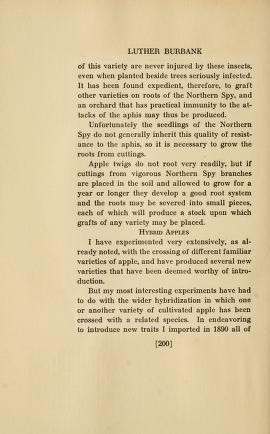 LUTHER BURBANK
of this variety are never injured by these insects,
even when planted beside trees seriously infected.
It has been found expedient, therefore, to graft
other varieties on roots of the Northern Spy, and
an orchard that has practical immunity to the at-
tacks of the aphis may thus be produced.
Unfortunately the seedlings of the Northern
Spy do not generally inherit this quality of resist-
ance to the aphis, so it is necessary to grow the
roots from cuttings.
Apple twigs do not root very readily, but if
cuttings from vigorous Northern Spy branches
are placed in the soil and allowed to grow for a
year or longer they develop a good root system
and the roots may be severed into small pieces,
each of which will produce a stock upon which
grafts of any variety may be placed.
Hybrid Apples
I have experimented very extensively, as al-
ready noted, with the crossing of different familiar
varieties of apple, and have produced several new
varieties that have been deemed worthy of intro-
duction.
But my most interesting experiments have had
to do with the wider hybridization in which one
or another variety of cultivated apple has been
crossed with a related species. In endeavoring
to introduce new traits I imported in 1890 all of
[200]